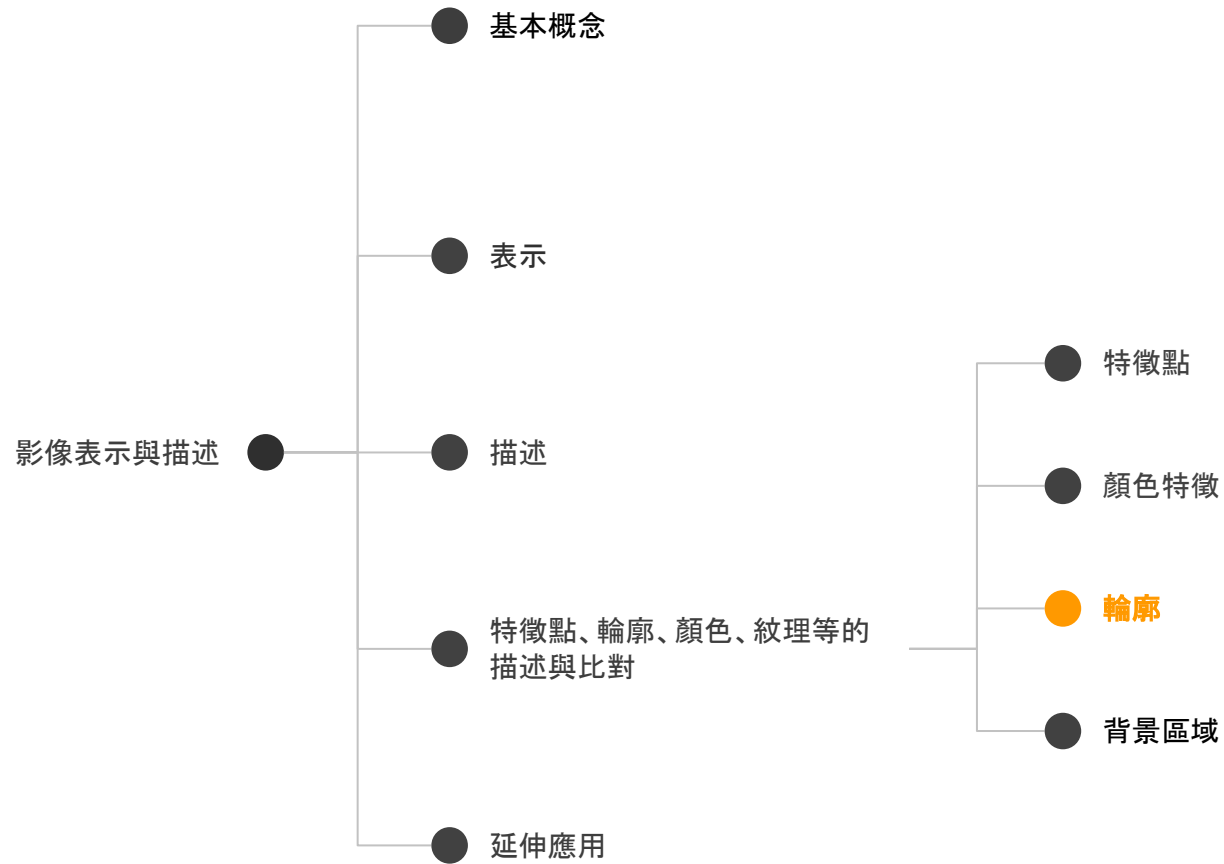 基本概念
表示
特徵點
顏色特徵
影像表示與描述
描述
輪廓
特徵點、輪廓、顏色、紋理等的
描述與比對
背景區域
延伸應用